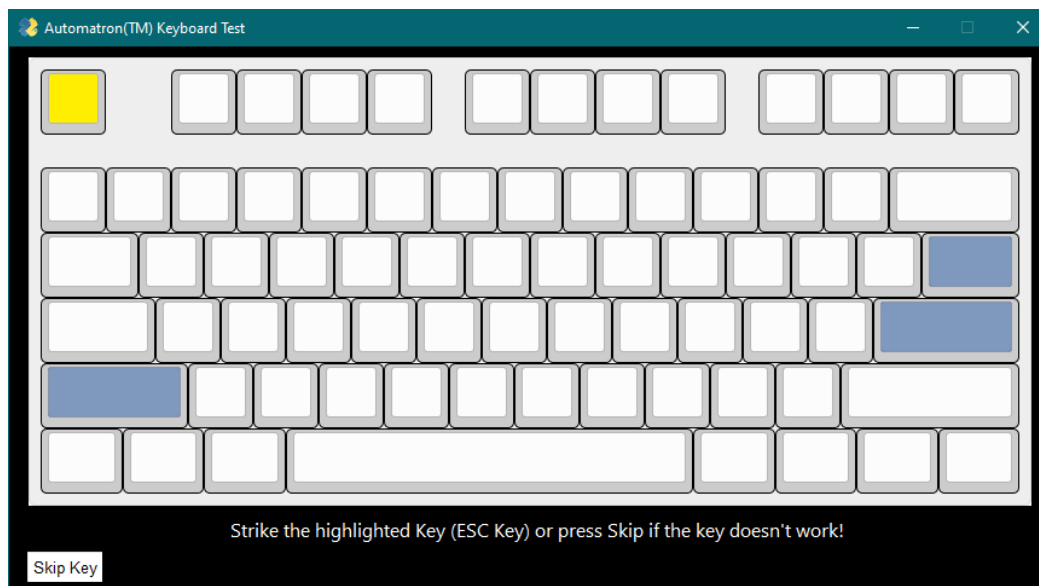 Automatron(TM) Keyboard Test
Strike the highlighted Key (ESC Key) or press Skip if the key doesn't work!
Skip Key